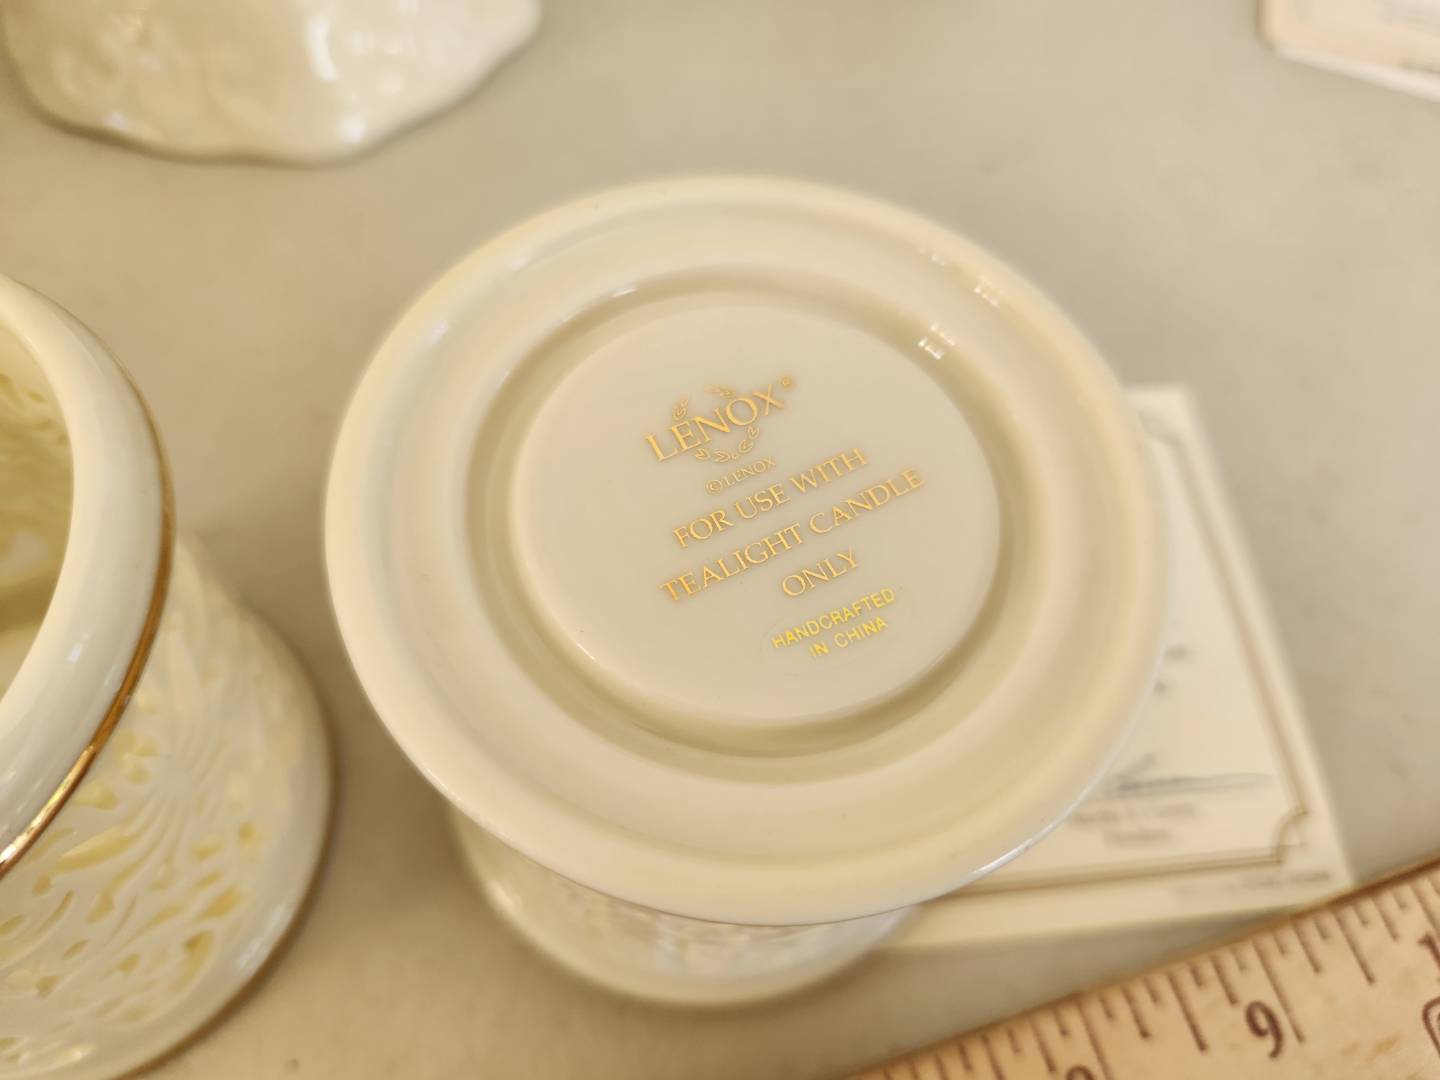 LENOX®
© LENOX
FOR USE WITH
TEALIGHT CANDLE
ONLY
HANDCRAFTED
IN CHINA
9